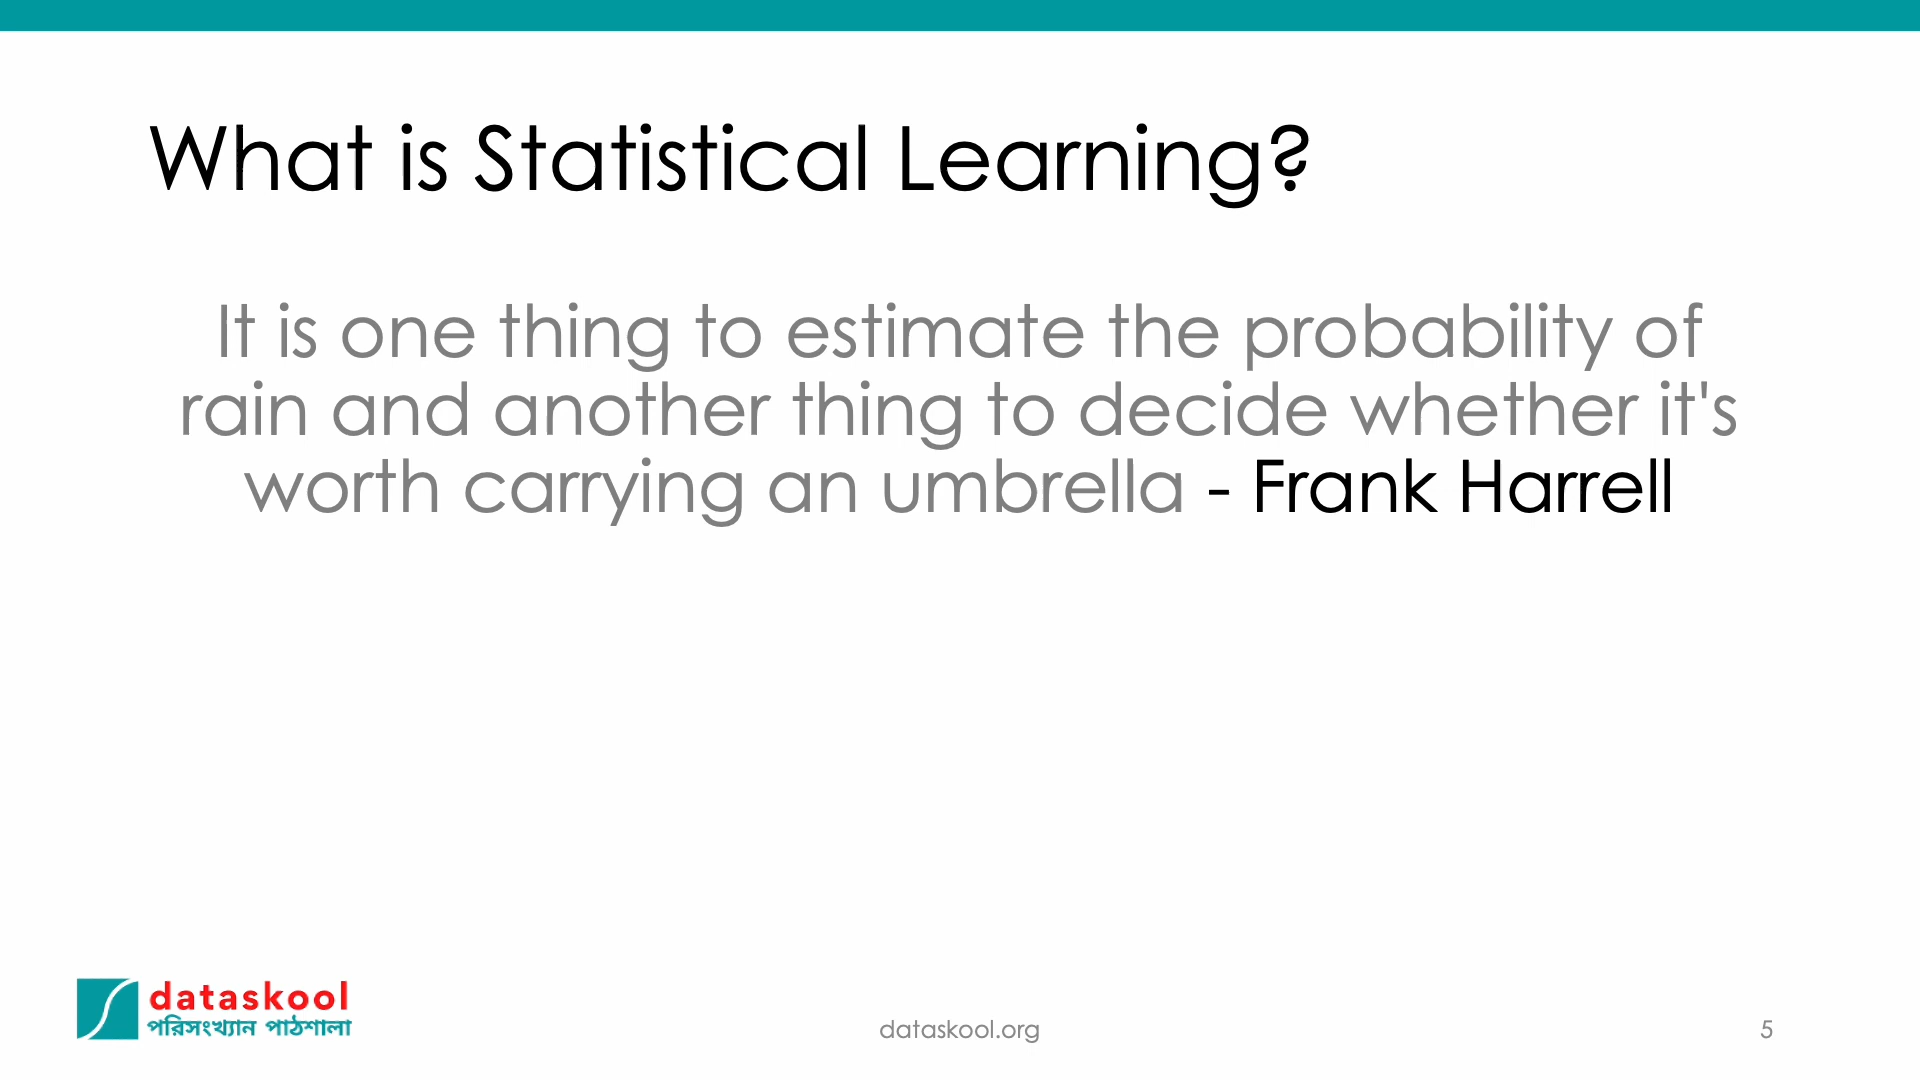 What is Statistical Learning?
It is one thing to estimate the probability of
rain and another thing to decide whether it's
worth carrying an umbrella - Frank Harrell
dataskool
পরিসংখ্যান পাঠশালা
dataskool.org
5